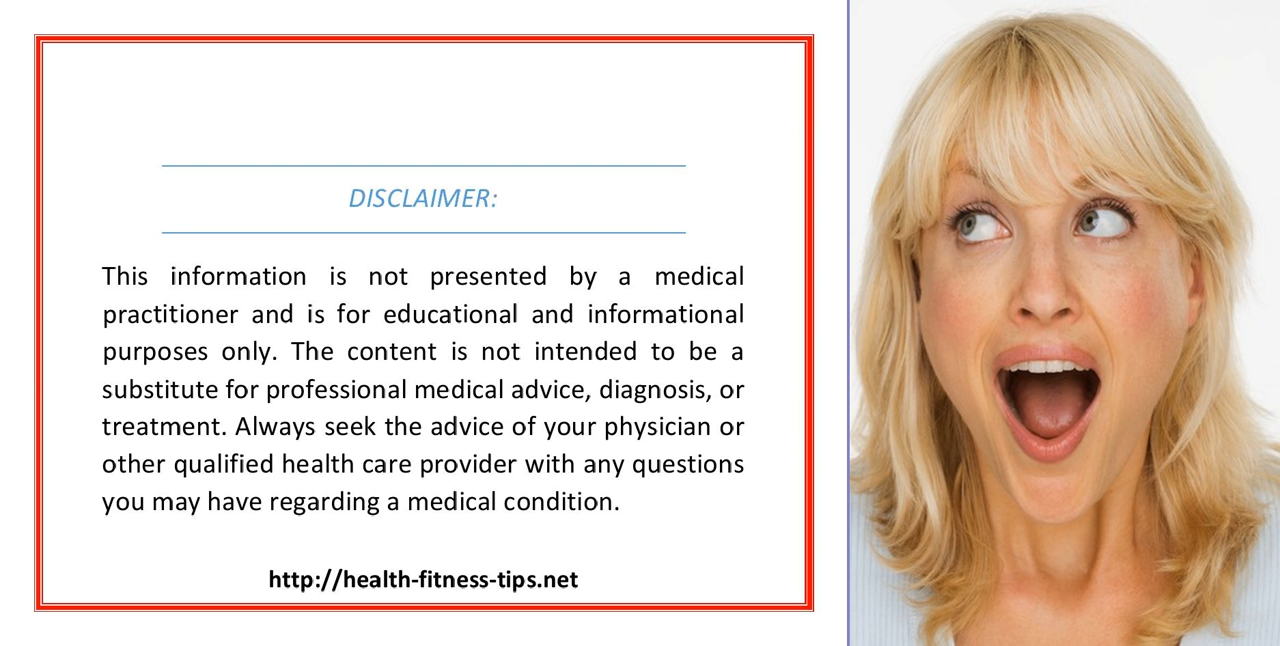 DISCLAIMER:
This information is not presented by a medical
practitioner and is for educational and informational
purposes only. The content is not intended to be a
substitute for professional medical advice, diagnosis, or
treatment. Always seek the advice of your physician or
other qualified health care provider with any questions
you may have regarding a medical condition.
http://health-fitness-tips.net